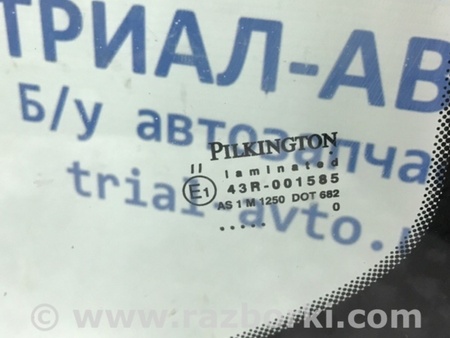 ТРИАЛ-АВ
Б/у автозапча
trial.avto.
PILKINGTON
II laminated
E1 43R-001585
AS 1 M 1250 DOT 682
..... 0
© www.razborki.com